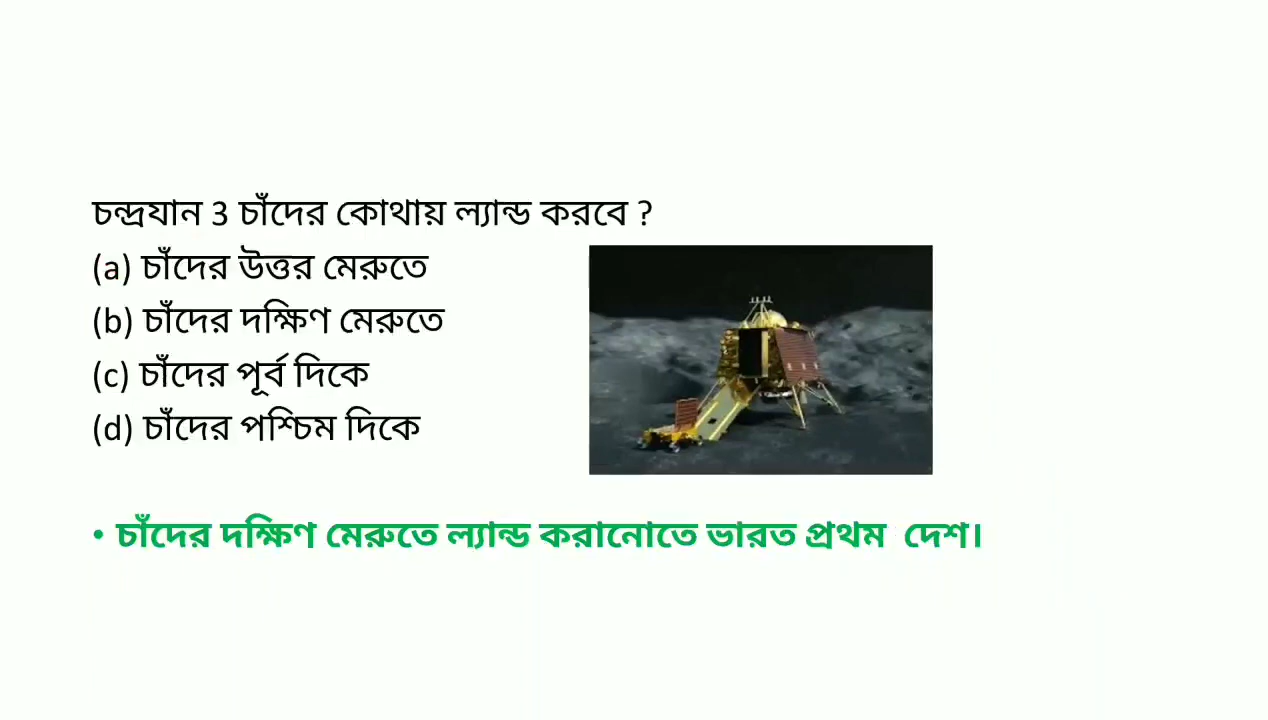 চন্দ্রযান 3 চাঁদের কোথায় ল্যান্ড করবে ?
(a) চাঁদের উত্তর মেরুতে
(b) চাঁদের দক্ষিণ মেরুতে
(c) চাঁদের পূর্ব দিকে
(d) চাঁদের পশ্চিম দিকে
• চাঁদের দক্ষিণ মেরুতে ল্যান্ড করানোতে ভারত প্রথম দেশ।